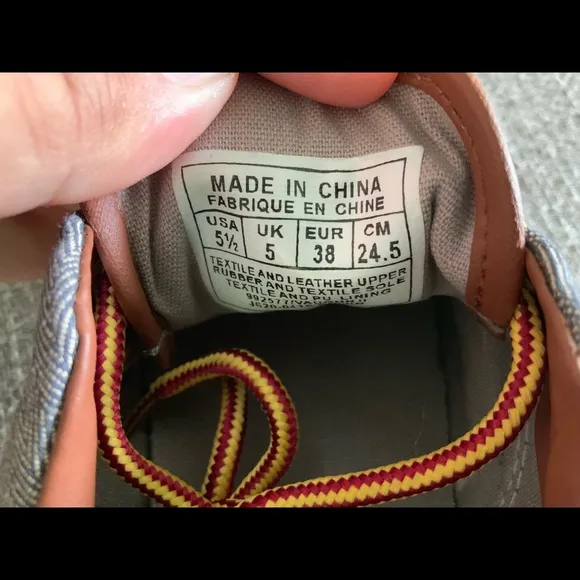 MADE IN CHINA
FABRIQUE EN CHINE
USA UK EUR CM
5½ 5 38 24.5
TEXTILE AND LEATHER UPPER
RUBBER AND TEXTILE SOLE
TEXTILE AND PU LINING